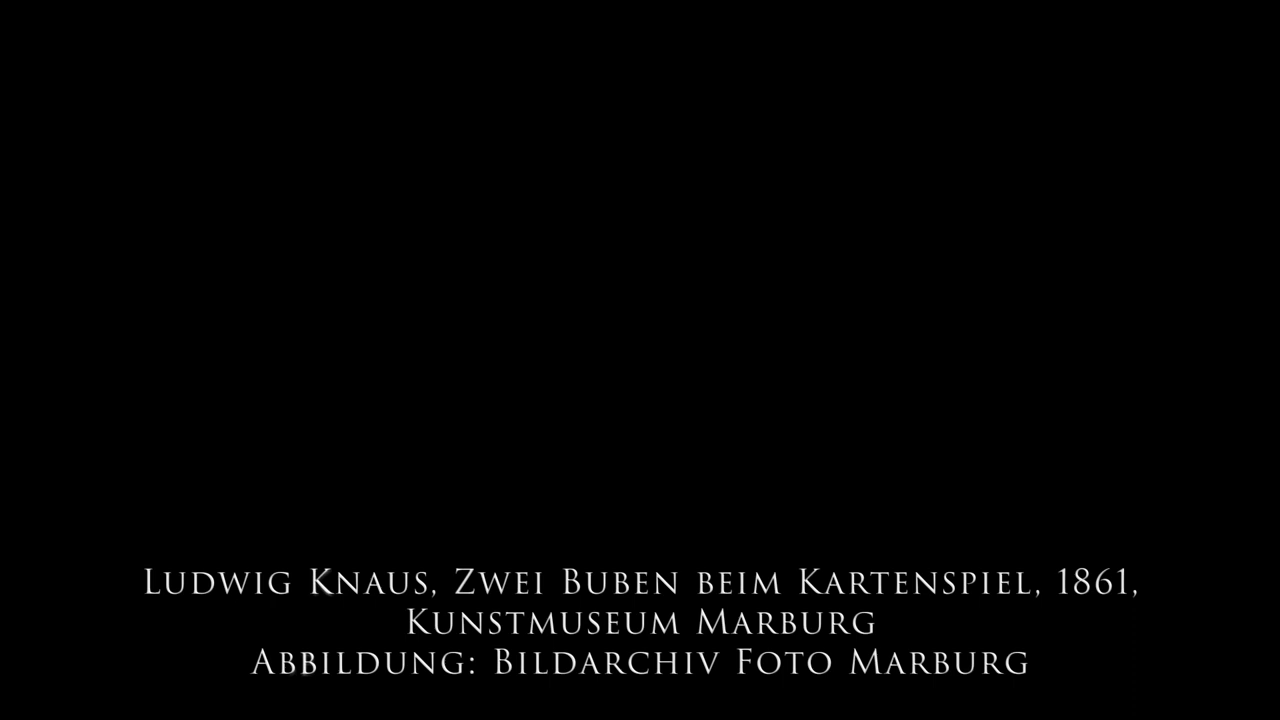 Ludwig Knaus, Zwei Buben beim Kartenspiel, 1861,
Kunstmuseum Marburg
Abbildung: Bildarchiv Foto Marburg